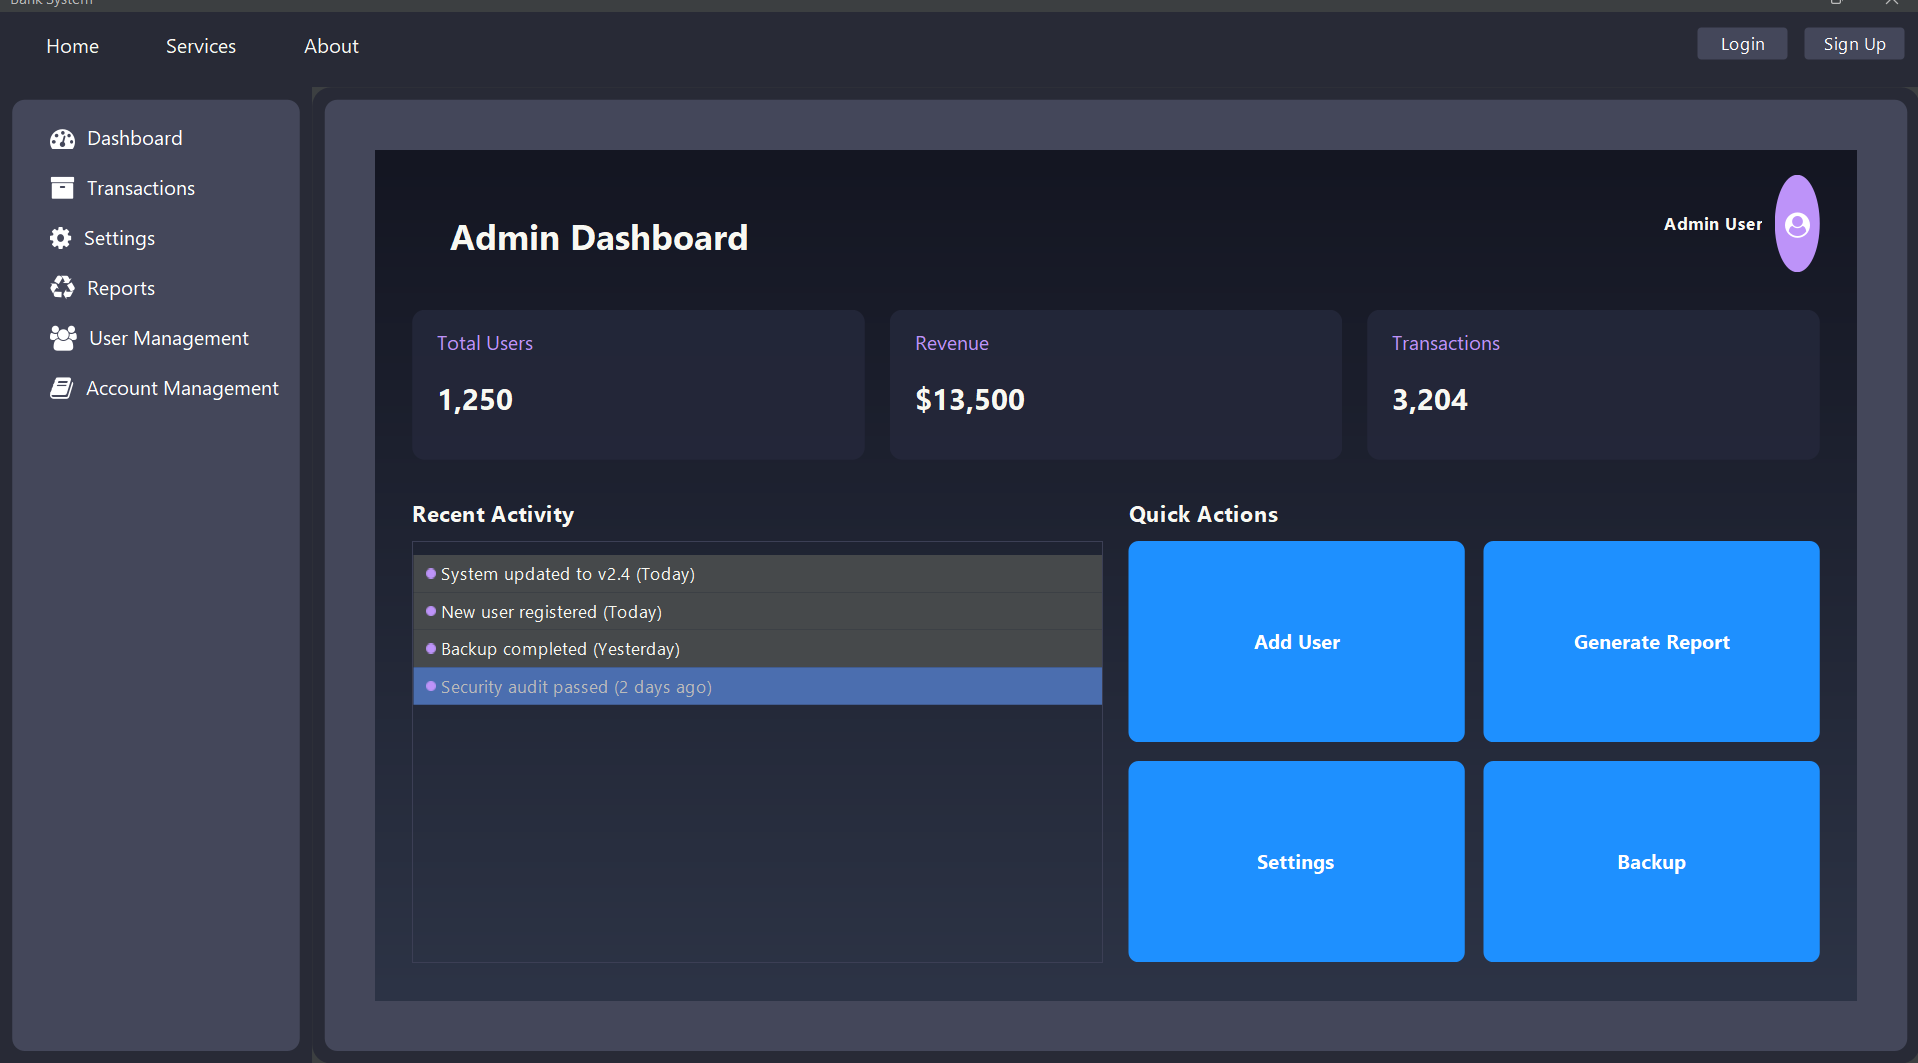 Bank System
Home Services About Login Sign Up
Dashboard
Transactions
Settings
Reports
User Management
Account Management
Admin Dashboard
Admin User
Total Users
1,250
Revenue
$13,500
Transactions
3,204
Recent Activity
System updated to v2.4 (Today)
New user registered (Today)
Backup completed (Yesterday)
Security audit passed (2 days ago)
Quick Actions
Add User
Generate Report
Settings
Backup